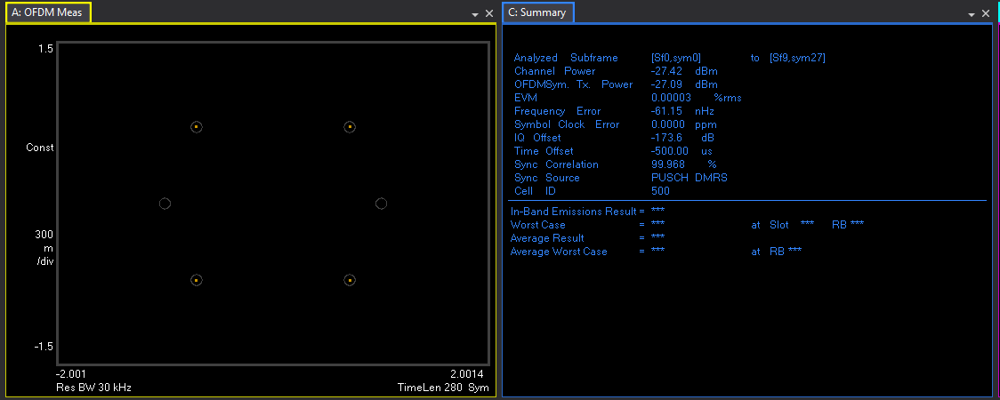 A: OFDM Meas
1.5
Const
300
m
/div
-1.5
-2.001 2.0014
Res BW 30 kHz TimeLen 280 Sym
C: Summary
Analyzed Subframe [Sf0,sym0] to [Sf9,sym27]
Channel Power -27.42 dBm
OFDMSym. Tx. Power -27.09 dBm
EVM 0.00003 %rms
Frequency Error -61.15 nHz
Symbol Clock Error 0.0000 ppm
IQ Offset -173.6 dB
Time Offset -500.00 us
Sync Correlation 99.968 %
Sync Source PUSCH DMRS
Cell ID 500
In-Band Emissions Result = ***
Worst Case = *** at Slot *** RB ***
Average Result = ***
Average Worst Case = *** at RB ***